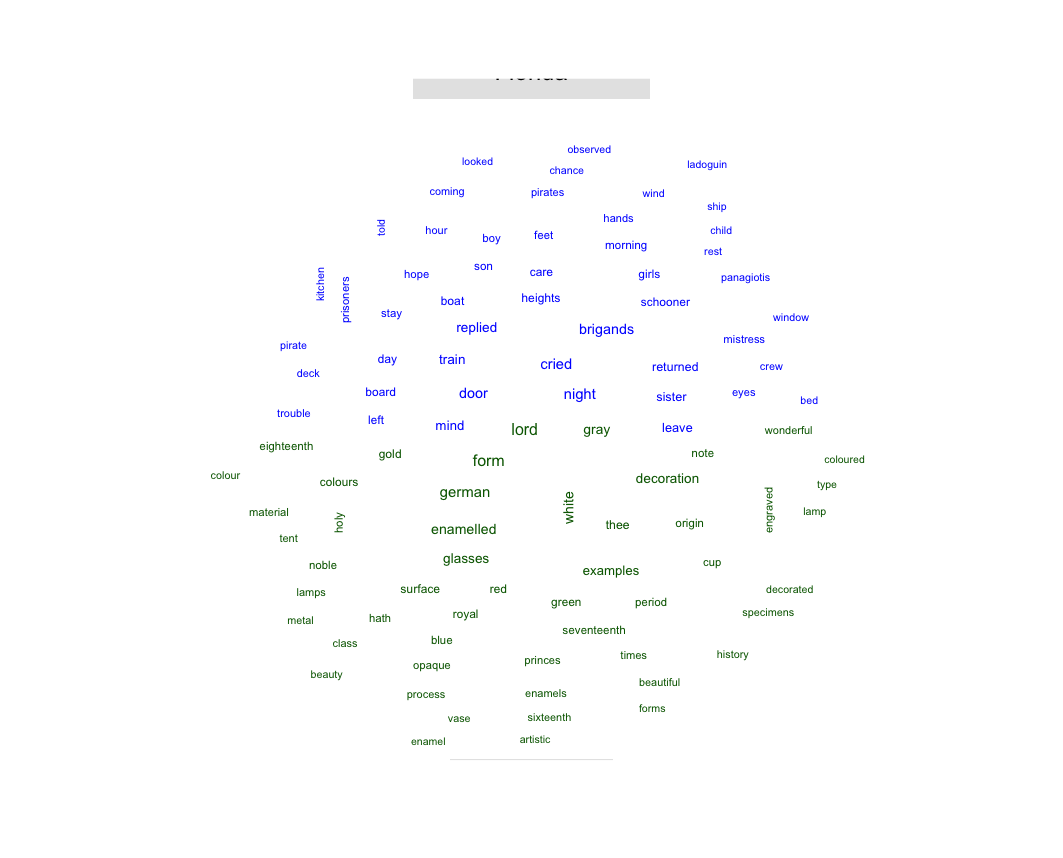 observed
looked
chance
ladoguin
coming
pirates
wind
ship
told
hour
boy
feet
hands
child
morning
rest
kitchen
prisoners
hope
son
care
girls
panagiotis
stay
boat
heights
schooner
window
replied
brigands
mistress
pirate
day
train
cried
returned
crew
deck
board
door
night
sister
eyes
bed
trouble
left
mind
lord
gray
leave
wonderful
eighteenth
gold
form
note
coloured
colour
colours
german
white
decoration
type
engraved
material
holy
lamp
tent
enamelled
thee
origin
noble
glasses
examples
cup
lamps
surface
red
green
period
decorated
metal
hath
royal
seventeenth
specimens
class
blue
times
history
beauty
opaque
princes
beautiful
process
enamels
forms
vase
sixteenth
enamel
artistic